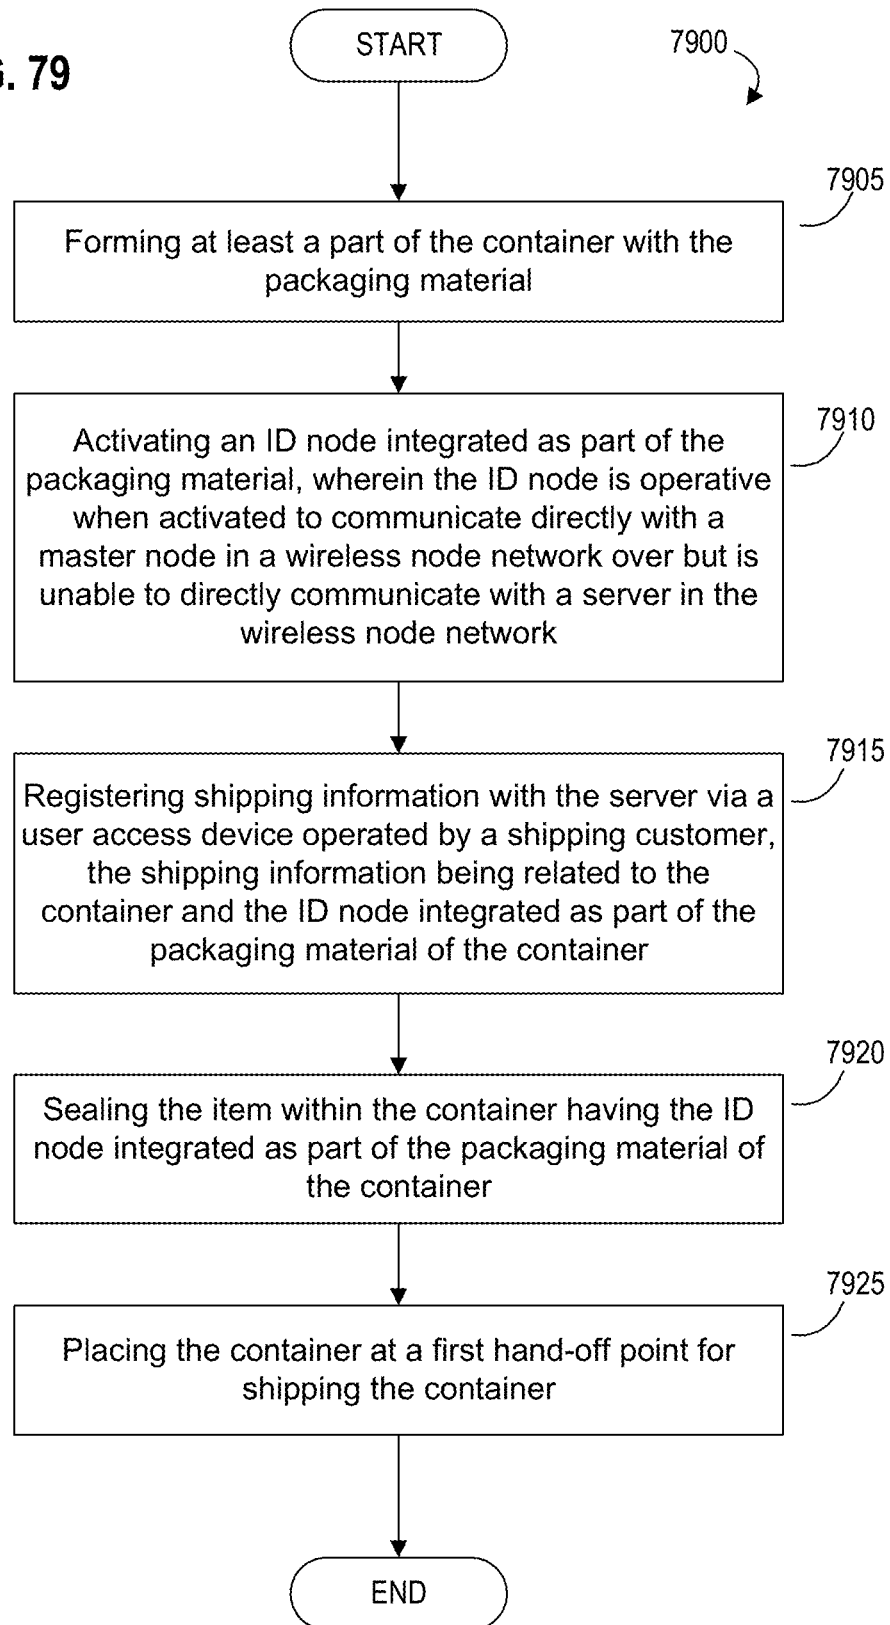 START
7900
. 79
7905
Forming at least a part of the container with the
packaging material
7910
Activating an ID node integrated as part of the
packaging material, wherein the ID node is operative
when activated to communicate directly with a
master node in a wireless node network over but is
unable to directly communicate with a server in the
wireless node network
7915
Registering shipping information with the server via a
user access device operated by a shipping customer,
the shipping information being related to the
container and the ID node integrated as part of the
packaging material of the container
7920
Sealing the item within the container having the ID
node integrated as part of the packaging material of
the container
7925
Placing the container at a first hand-off point for
shipping the container
END